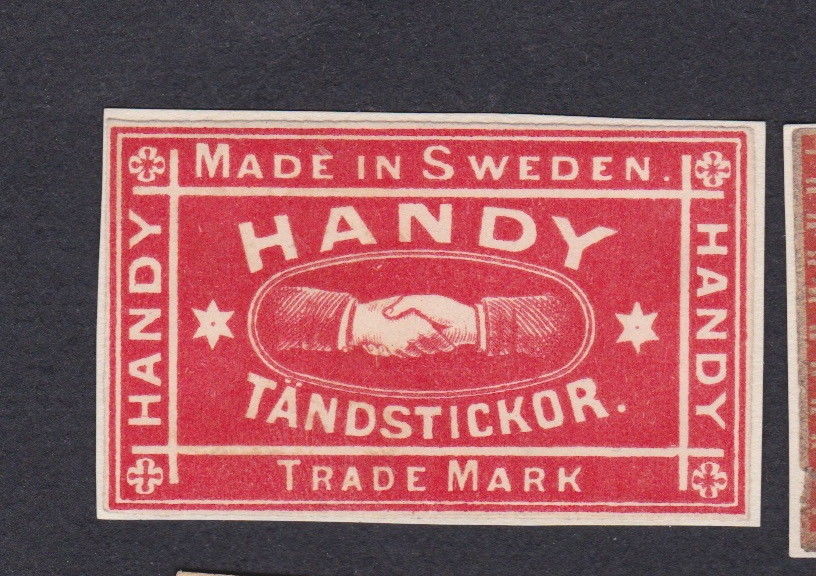 MADE IN SWEDEN.
HANDY
HANDY
HANDY
TÄNDSTICKOR.
TRADE MARK